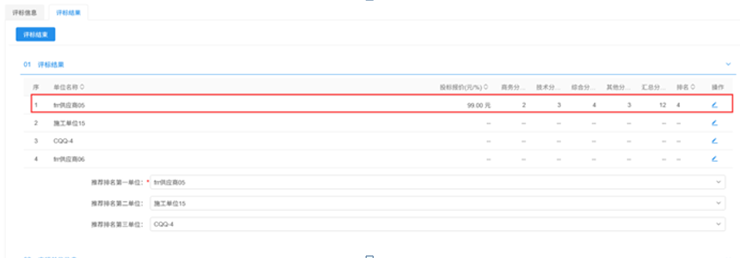 评标信息 评标结果
评标结果
01 评标结果
序 单位名称 投标报价(元/%) 商务分... 技术分... 综合分... 其他分... 汇总分... 排名 操作
1 ltr供应商05 99.00 元 2 3 4 3 12 4
2 施工单位15 -- -- -- -- -- -- --
3 CQQ-4 -- -- -- -- -- -- --
4 ltr供应商06 -- -- -- -- -- -- --
推荐排名第一单位: * ltr供应商05
推荐排名第二单位: 施工单位15
推荐排名第三单位: CQQ-4